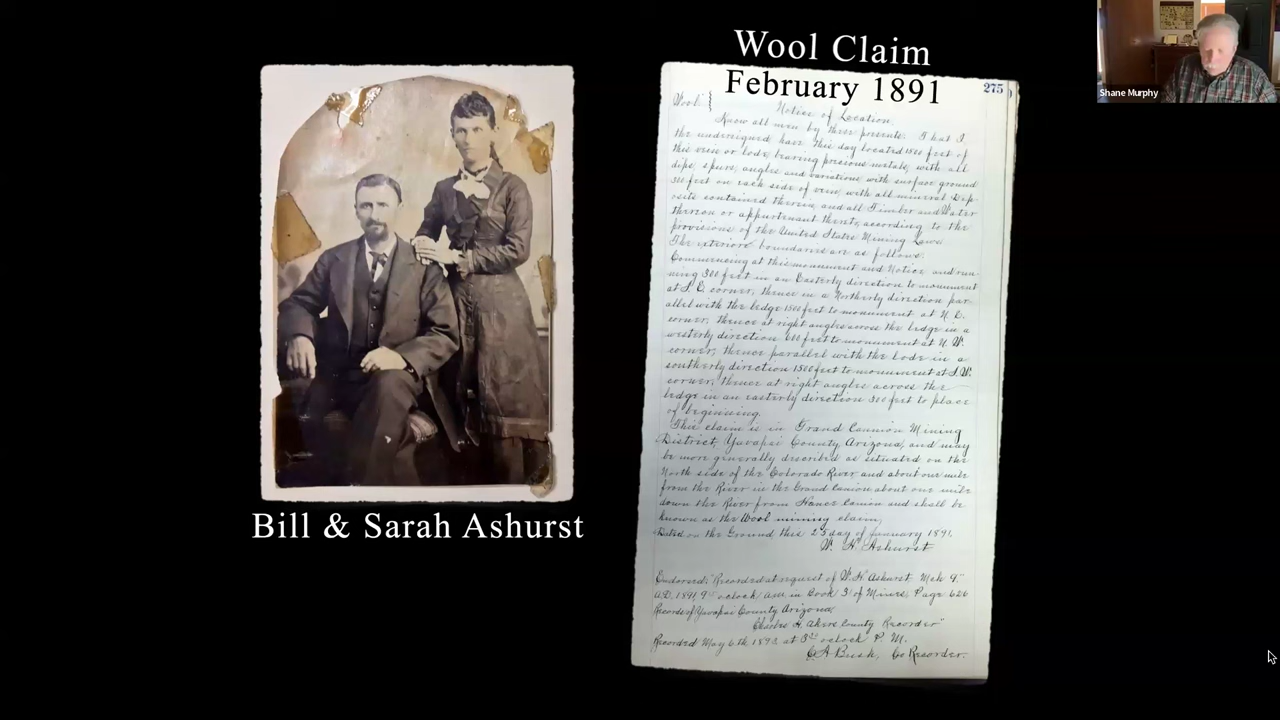 Wool Claim
February 1891
Shane Murphy
275
Wool }
Notice of Location.
Know all men by these presents. That I
the undersigned have this day located 1500 feet of
this vein or lode, bearing precious metals, with all
dips, spurs, angles and variations with surface ground
300 feet on each side of vein, with all mineral Dep-
osits contained therein, and all Timber and Water
thereon or appurtenant thereto, according to the
provisions of the United States Mining Laws
The exterior boundaries are as follows:
Commencing at this monument and Notice and run-
ning 300 feet in an Easterly direction to monument
at S. E. corner, thence in a Northerly direction par-
allel with the ledge 1500 feet to monument at N. E.
corner, thence at right angles across the ledge in a
westerly direction 600 feet to monument at N. W.
corner, thence parallel with the lode in a
southerly direction 1500 feet to monument at S. W.
corner, thence at right angles across the
ledge in an easterly direction 300 feet to place
of beginning.
This claim is in Grand Cannion Mining
District, Yavapai County Arizona, and may
be more generally described as situated on the
North side of the Colorado River and about one mile
from the River in the Grand Canion about one mile
down the River from Hance Canion and shall be
known as the Wool mining claim,
Dated on the Ground this 25 day of January 1891.
W. H. Ashurst
Endorsed; "Recorded at request of W. H. Ashurst Mch 9"
A.D. 1891, 9 oclock a.m. in Book 3 of Mines, Page 626
Records of Yavapai County Arizona,
Charles H. Akers County Recorder"
Recorded May 6th 1893, at 3 oclock P. M.
C A Bush, Co Recorder.
Bill & Sarah Ashurst